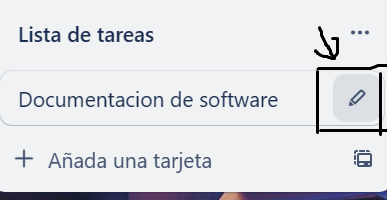 Lista de tareas
Documentacion de software
Añada una tarjeta